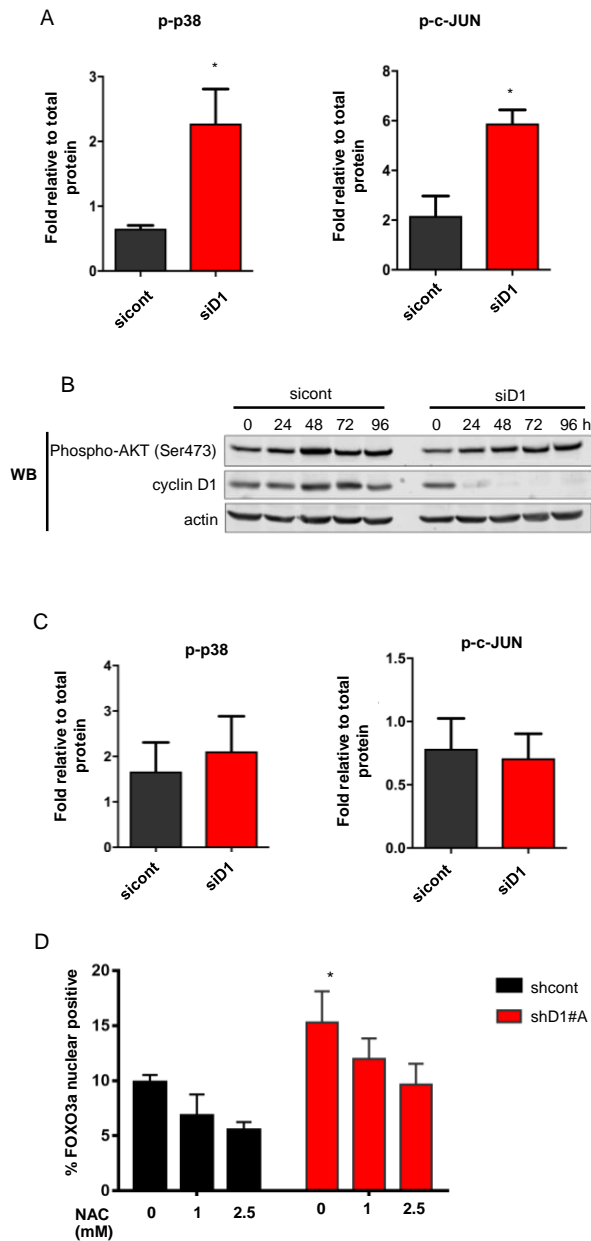 A
p-p38
p-c-JUN
Fold relative to total
protein
3
2
1
0
*
sicont
siD1
Fold relative to total
protein
8
6
4
2
0
*
sicont
siD1
B
sicont
siD1
0 24 48 72 96
0 24 48 72 96 h
WB
Phospho-AKT (Ser473)
cyclin D1
actin
C
p-p38
p-c-JUN
Fold relative to total
protein
4
3
2
1
0
sicont
siD1
Fold relative to total
protein
1.5
1.0
0.5
0.0
sicont
siD1
D
% FOXO3a nuclear positive
20
15
10
5
0
*
shcont
shD1#A
NAC
(mM)
0 1 2.5 0 1 2.5